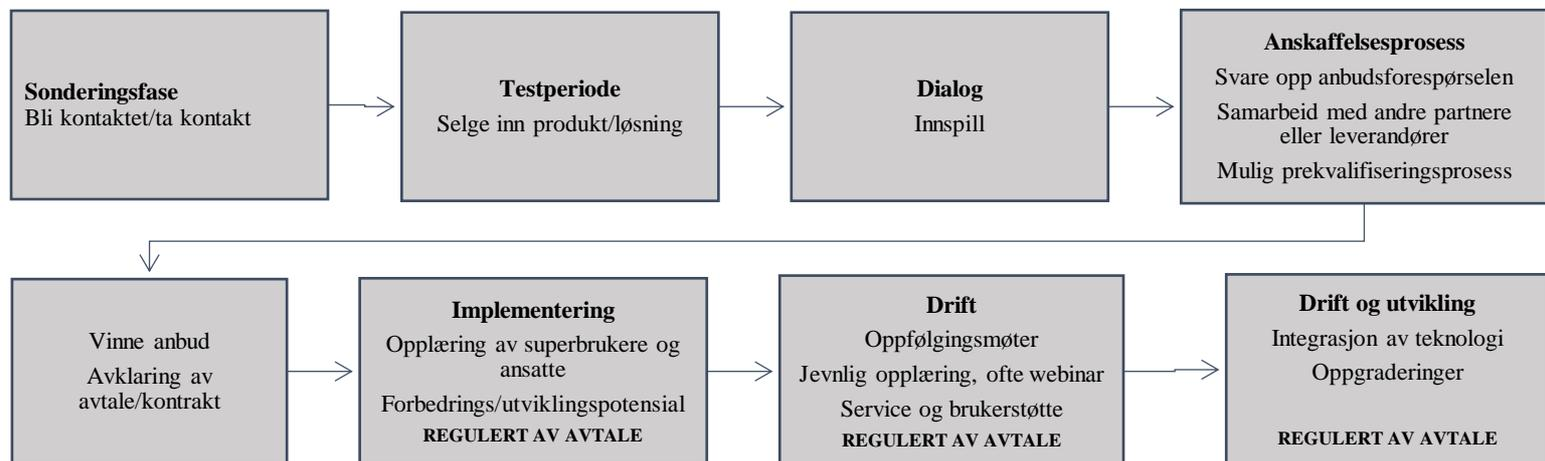 Sonderingsfase
Bli kontaktet/ta kontakt
Testperiode
Selge inn produkt/løsning
Dialog
Innspill
Anskaffelsesprosess
Svare opp anbudsforespørselen
Samarbeid med andre partnere
eller leverandører
Mulig prekvalifiseringsprosess
Vinne anbud
Avklaring av
avtale/kontrakt
Implementering
Opplæring av superbrukere og
ansatte
Forbedrings/utviklingspotensial
REGULERT AV AVTALE
Drift
Oppfølgingsmøter
Jevnlig opplæring, ofte webinar
Service og brukerstøtte
REGULERT AV AVTALE
Drift og utvikling
Integrasjon av teknologi
Oppgraderinger
REGULERT AV AVTALE